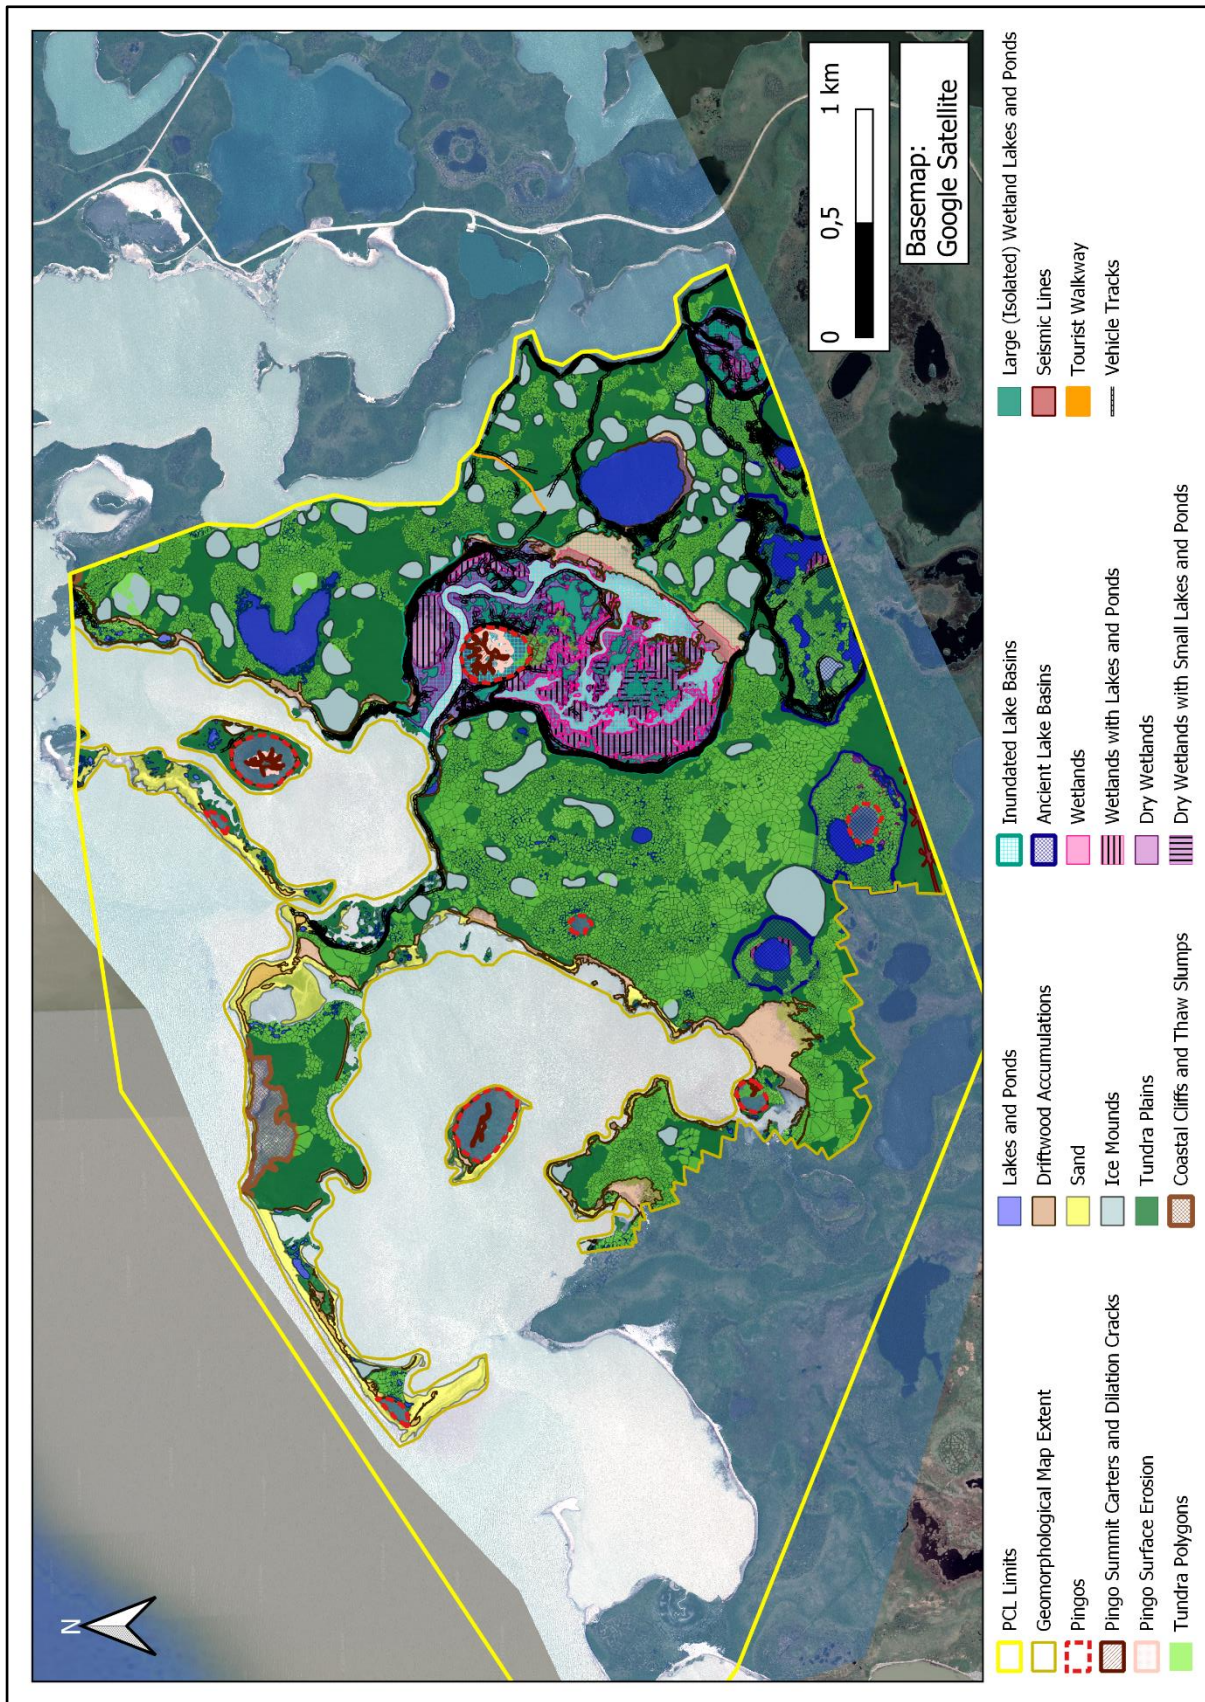 N
0
0,5
1 km
Basemap:
Google Satellite
PCL Limits
Geomorphological Map Extent
Pingos
Pingo Summit Carters and Dilation Cracks
Pingo Surface Erosion
Tundra Polygons
Lakes and Ponds
Driftwood Accumulations
Sand
Ice Mounds
Tundra Plains
Coastal Cliffs and Thaw Slumps
Inundated Lake Basins
Ancient Lake Basins
Wetlands
Wetlands with Lakes and Ponds
Dry Wetlands
Dry Wetlands with Small Lakes and Ponds
Large (Isolated) Wetland Lakes and Ponds
Seismic Lines
Tourist Walkway
Vehicle Tracks